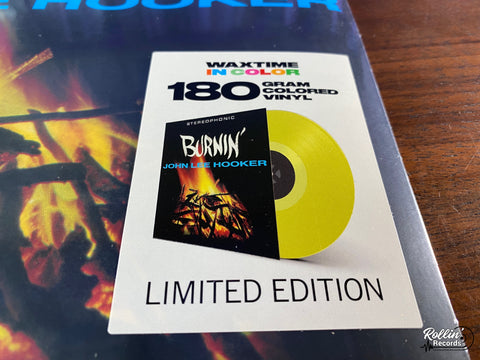 HOOKER
WAXTIME
IN COLOR
180 GRAM
COLORED
VINYL
STEREOPHONIC
BURNIN'
JOHN LEE HOOKER
LIMITED EDITION
Rollin'
Records